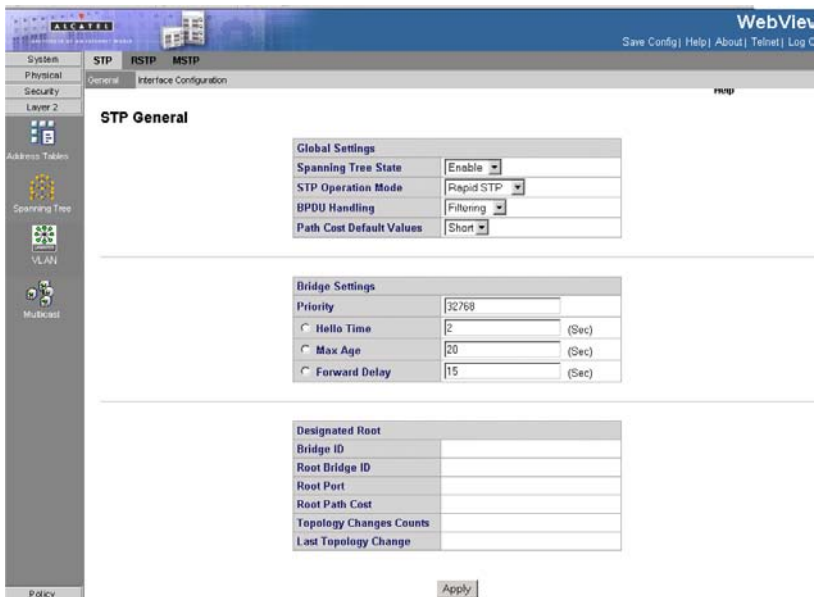 ALCATEL
WebView
Save Config| Help| About| Telnet| Log O
System
Physical
Security
Layer 2
Address Tables
Spanning Tree
VLAN
Multicast
Policy
STP RSTP MSTP
General Interface Configuration
Help
STP General
Global Settings
Spanning Tree State Enable
STP Operation Mode Rapid STP
BPDU Handling Filtering
Path Cost Default Values Short
Bridge Settings
Priority 32768
Hello Time 2 (Sec)
Max Age 20 (Sec)
Forward Delay 15 (Sec)
Designated Root
Bridge ID
Root Bridge ID
Root Port
Root Path Cost
Topology Changes Counts
Last Topology Change
Apply